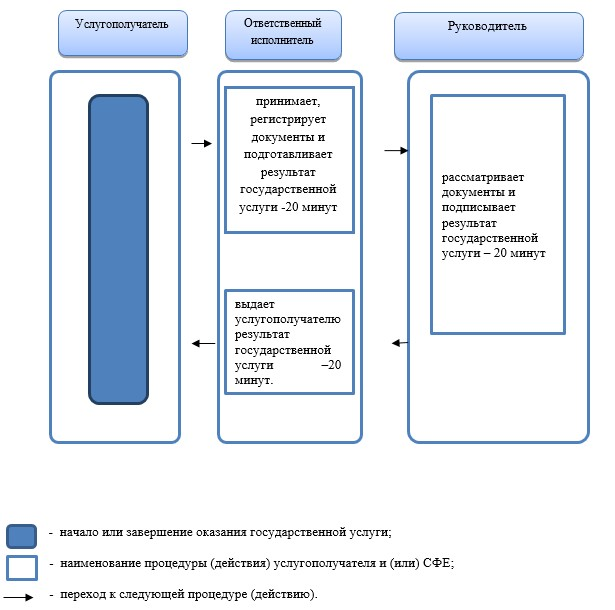 Услугополучатель
Ответственный
исполнитель
Руководитель
принимает,
регистрирует
документы и
подготавливает
результат
государственной
услуги -20 минут
рассматривает
документы и
подписывает
результат
государственной
услуги – 20 минут
выдает
услугополучателю
результат
государственной
услуги –20
минут.
- начало или завершение оказания государственной услуги;
- наименование процедуры (действия) услугополучателя и (или) СФЕ;
- переход к следующей процедуре (действию).